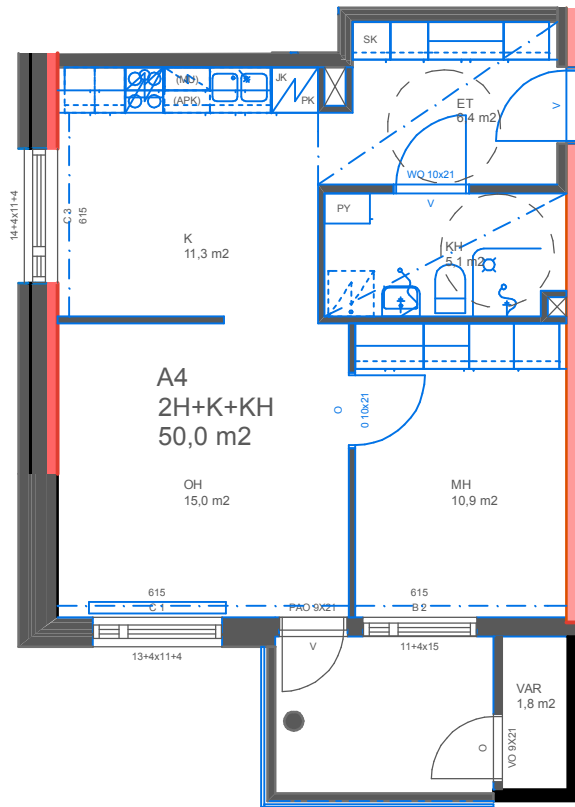 SK
(MU)
(APK)
JK
PK
ET
6,4 m2
V
WO 10x21
V
14+4x11+4
C 3
615
K
11,3 m2
PY
KH
5,1 m2
A4
2H+K+KH
50,0 m2
O
0 10x21
OH
15,0 m2
MH
10,9 m2
615
C 1
PAO 9X21
615
B 2
13+4x11+4
V
11+4x15
VAR
1,8 m2
O
VO 9X21